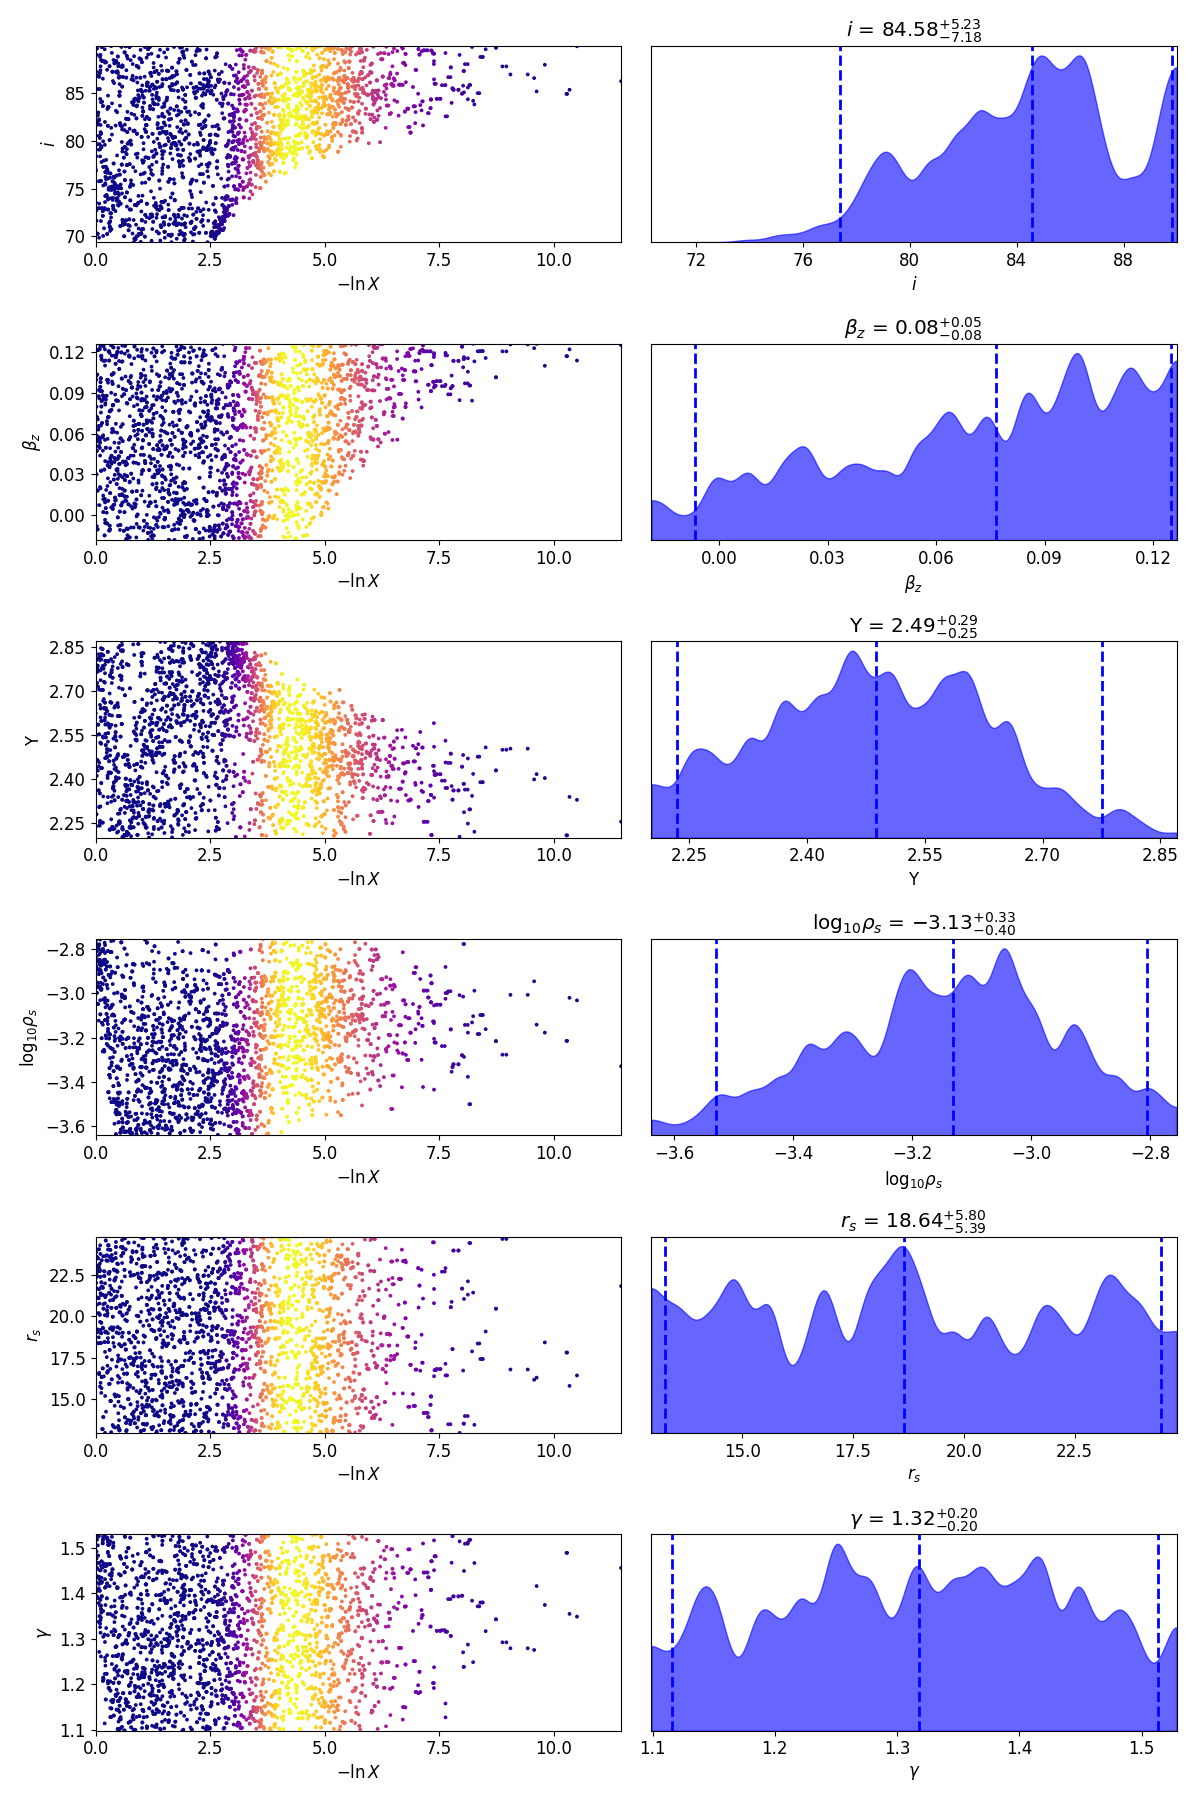 i = 84.58^{+5.23}_{-7.18}
85
80
75
70
i
0.0 2.5 5.0 7.5 10.0
−ln X
72 76 80 84 88
i
β_z = 0.08^{+0.05}_{-0.08}
0.12
0.09
0.06
0.03
0.00
β_z
0.0 2.5 5.0 7.5 10.0
−ln X
0.00 0.03 0.06 0.09 0.12
β_z
Y = 2.49^{+0.29}_{-0.25}
2.85
2.70
2.55
2.40
2.25
Y
0.0 2.5 5.0 7.5 10.0
−ln X
2.25 2.40 2.55 2.70 2.85
Y
log₁₀ρ_s = −3.13^{+0.33}_{-0.40}
−2.8
−3.0
−3.2
−3.4
−3.6
log₁₀ρ_s
0.0 2.5 5.0 7.5 10.0
−ln X
−3.6 −3.4 −3.2 −3.0 −2.8
log₁₀ρ_s
r_s = 18.64^{+5.80}_{-5.39}
22.5
20.0
17.5
15.0
r_s
0.0 2.5 5.0 7.5 10.0
−ln X
15.0 17.5 20.0 22.5
r_s
γ = 1.32^{+0.20}_{-0.20}
1.5
1.4
1.3
1.2
1.1
γ
0.0 2.5 5.0 7.5 10.0
−ln X
1.1 1.2 1.3 1.4 1.5
γ